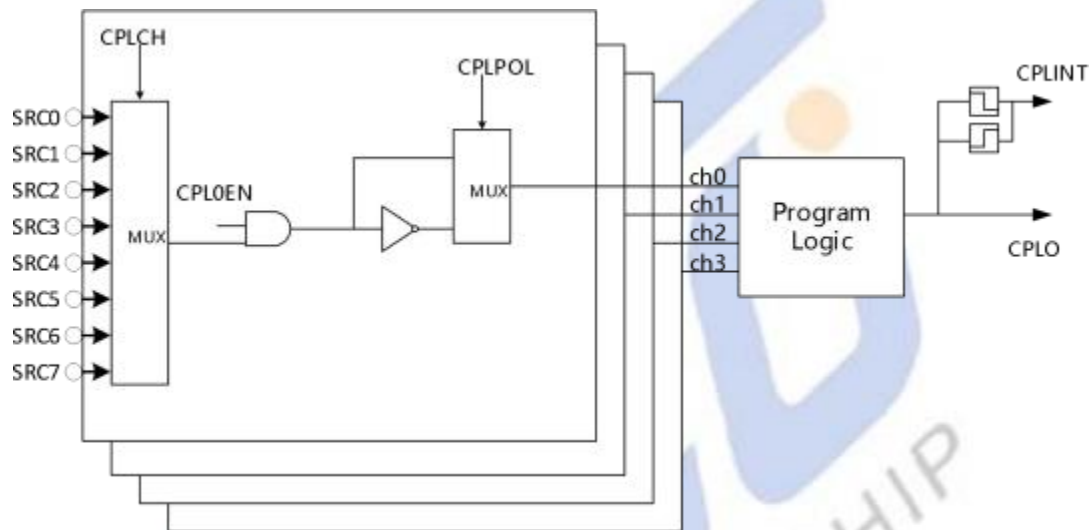 CPLCH
CPLPOL
CPLINT
SRC0
SRC1
SRC2
CPL0EN
MUX
ch0
SRC3
ch1
Program
MUX
ch2
Logic
SRC4
CPLO
ch3
SRC5
SRC6
SRC7
HIP